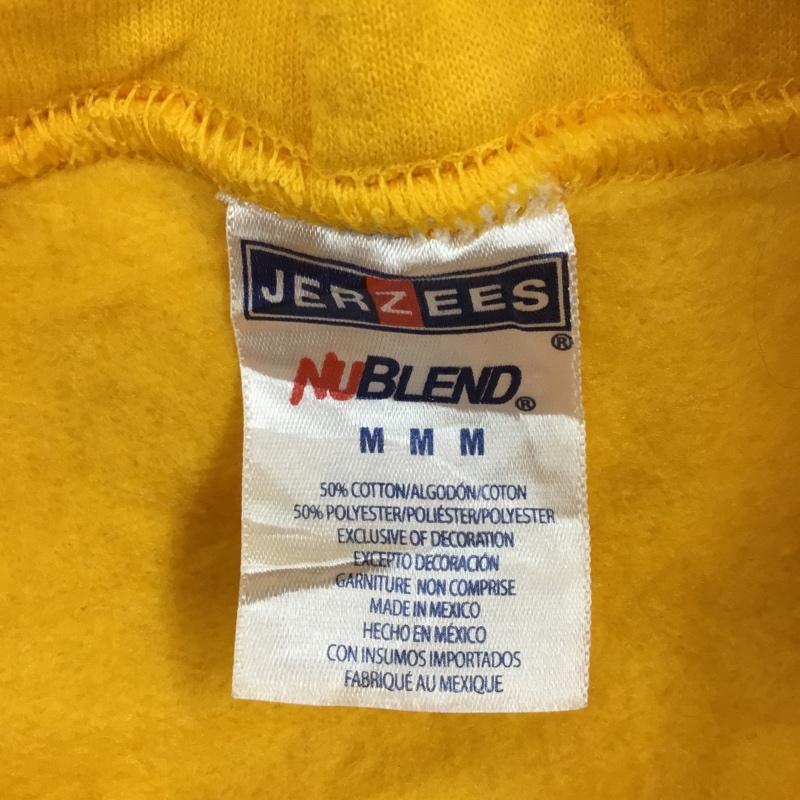 JERZEES
®
NUBLEND®
M M M
50% COTTON/ALGODÓN/COTON
50% POLYESTER/POLIÉSTER/POLYESTER
EXCLUSIVE OF DECORATION
EXCEPTO DECORACIÓN
GARNITURE NON COMPRISE
MADE IN MEXICO
HECHO EN MÉXICO
CON INSUMOS IMPORTADOS
FABRIQUÉ AU MEXIQUE